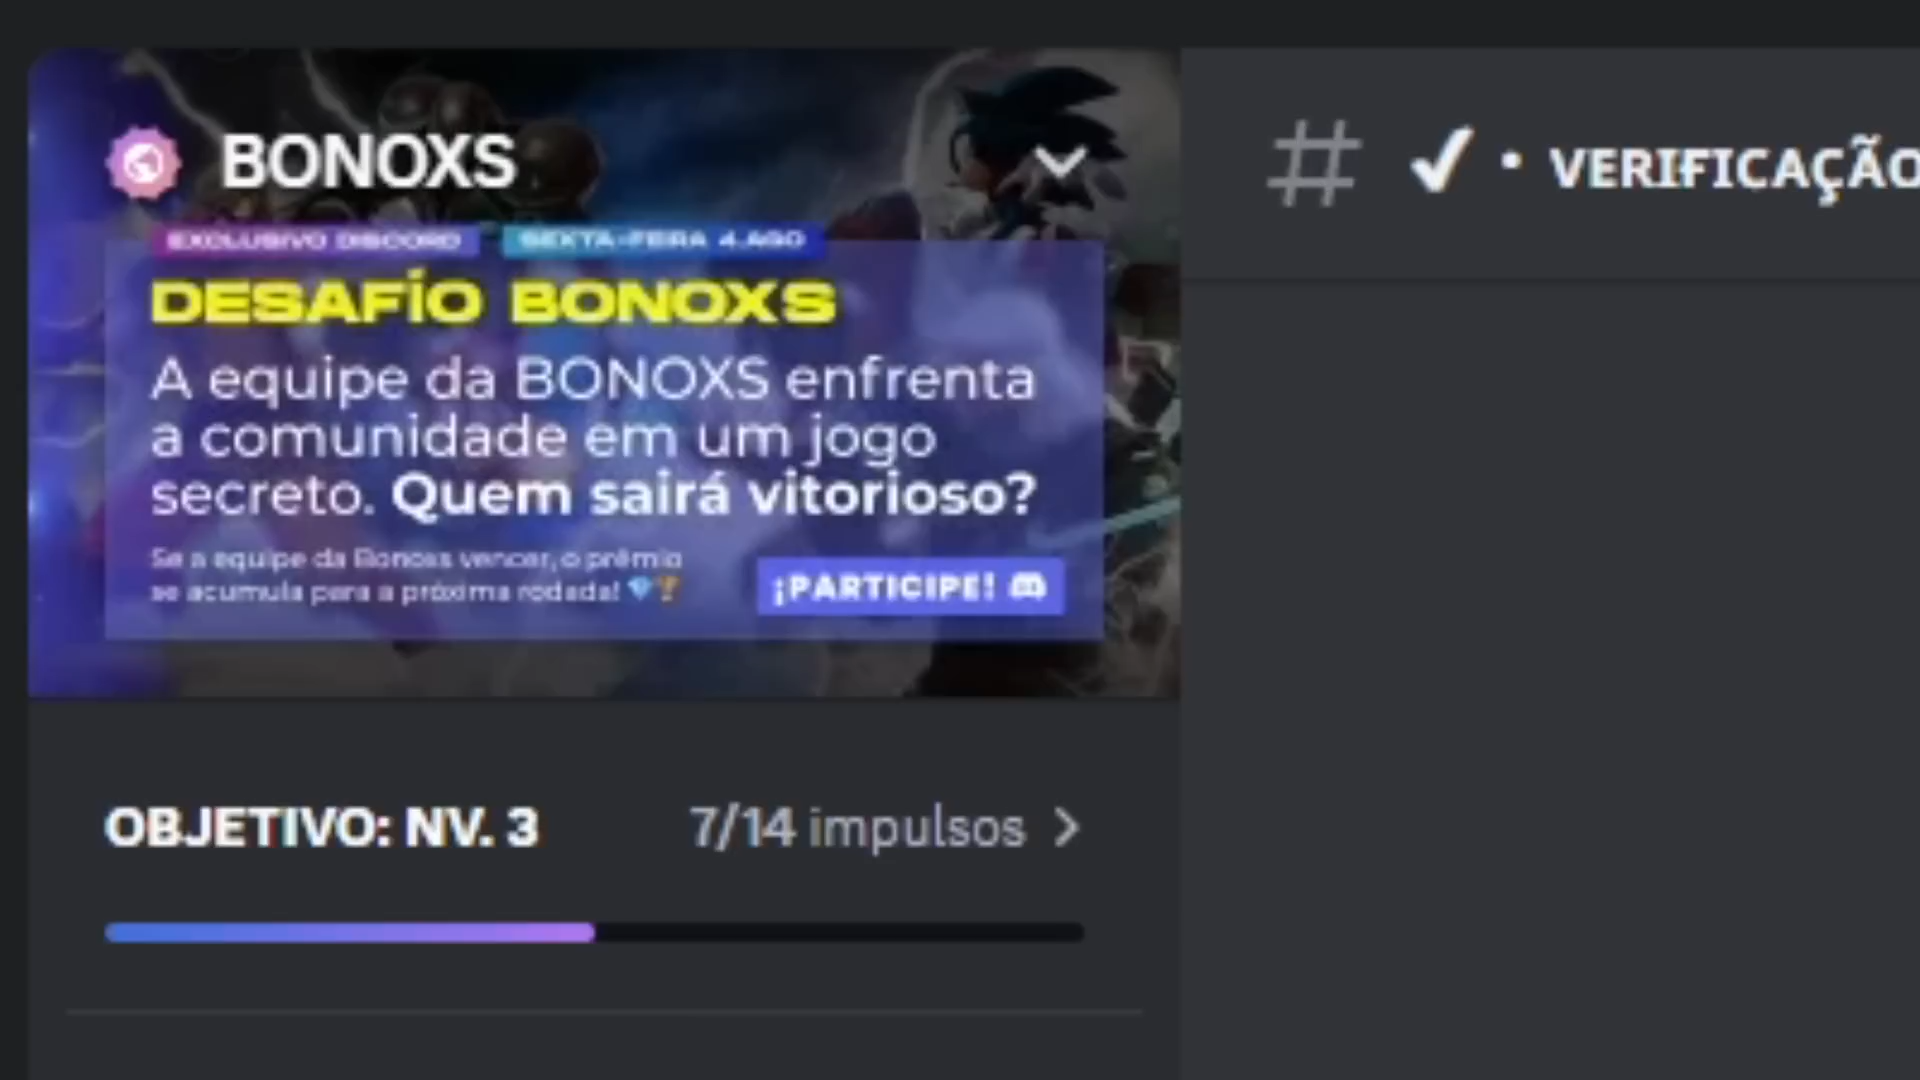 BONOXS
# ✔ • VERIFICAÇÃO
EXCLUSIVO DISCORD SEXTA-FEIRA 4.AGO
DESAFÍO BONOXS
A equipe da BONOXS enfrenta
a comunidade em um jogo
secreto. Quem sairá vitorioso?
Se a equipe da Bonoxs vencer, o prêmio
se acumula para a próxima rodada! 💎🏆
¡PARTICIPE!
OBJETIVO: NV. 3 7/14 impulsos >